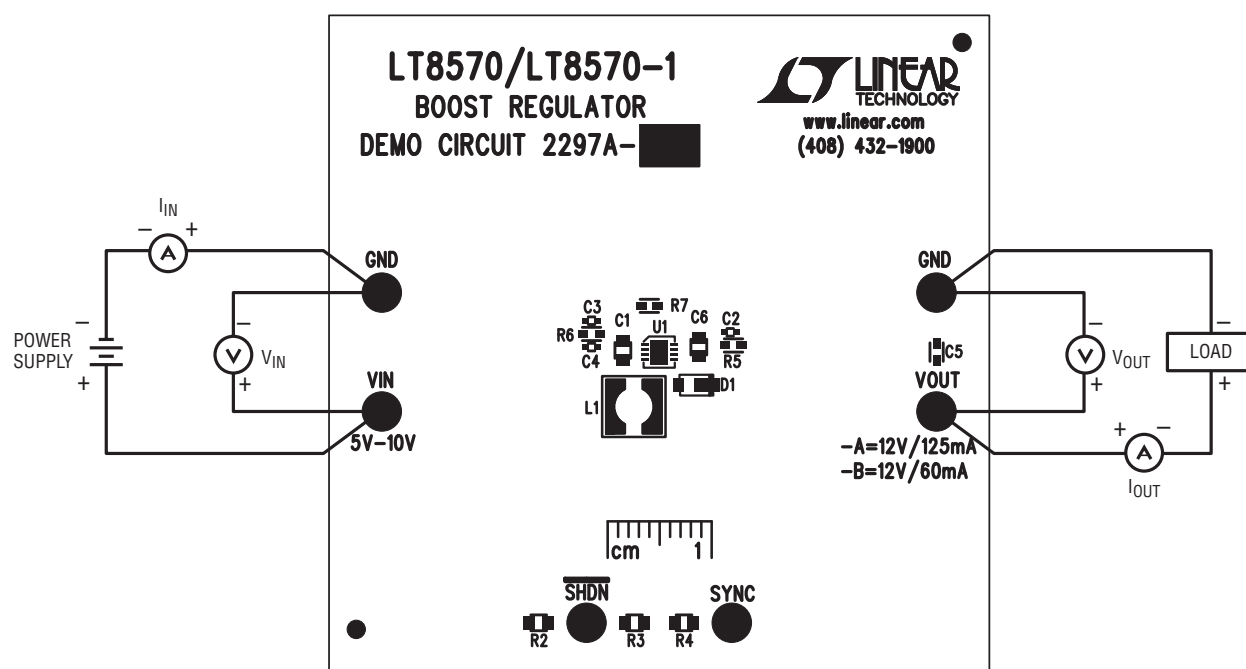 LT8570/LT8570-1
BOOST REGULATOR
DEMO CIRCUIT 2297A-
LINEAR
TECHNOLOGY
www.linear.com
(408) 432-1900
IIN
− +
GND
GND
− POWER
SUPPLY
+
−
V
VIN
+
A
VIN
5V-10V
C3
R7
C1
U1
C6
C2
R6
C4
R5
C5
L1
D1
VOUT
−
V
VOUT
+
−
LOAD
+
-A=12V/125mA
-B=12V/60mA
+ −
A
IOUT
cm 1
SHDN
SYNC
R2
R3
R4